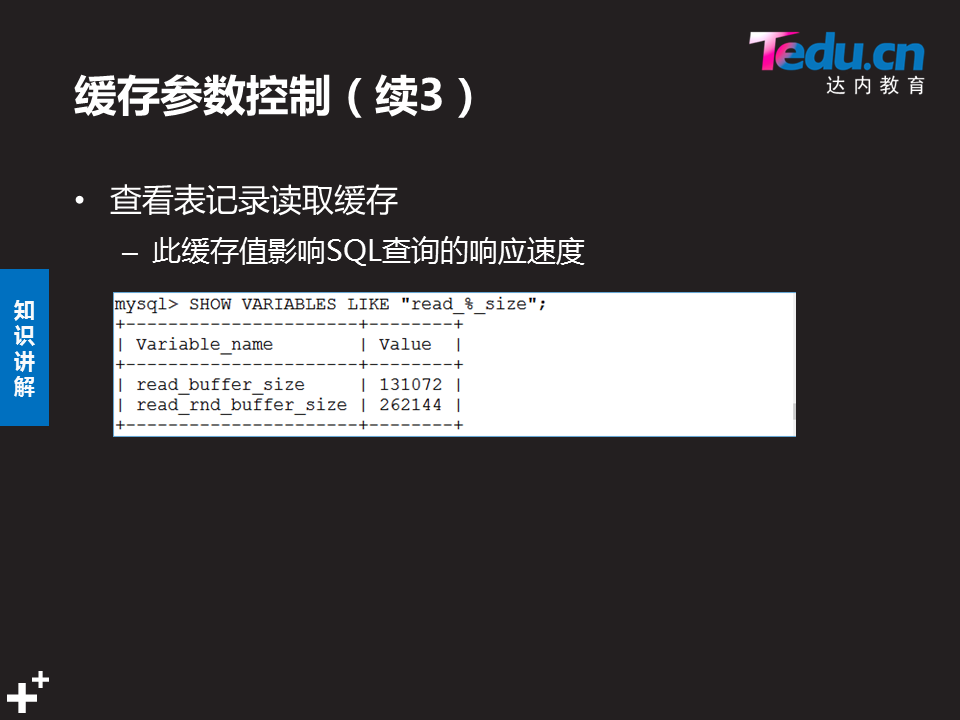 Tedu.cn
达内教育
缓存参数控制（续3）
• 查看表记录读取缓存
– 此缓存值影响SQL查询的响应速度
知识讲解
mysql> SHOW VARIABLES LIKE "read_%_size";
+----------------------+--------+
| Variable_name        | Value  |
+----------------------+--------+
| read_buffer_size     | 131072 |
| read_rnd_buffer_size | 262144 |
+----------------------+--------+